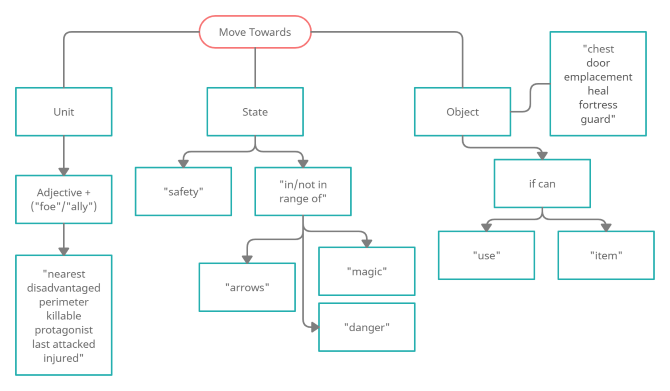 Move Towards
"chest
door
emplacement
heal
fortress
guard"
Unit
State
Object
Adjective +
("foe"/"ally")
"safety"
"in/not in
range of"
if can
"nearest
disadvantaged
perimeter
killable
protagonist
last attacked
injured"
"arrows"
"magic"
"danger"
"use"
"item"